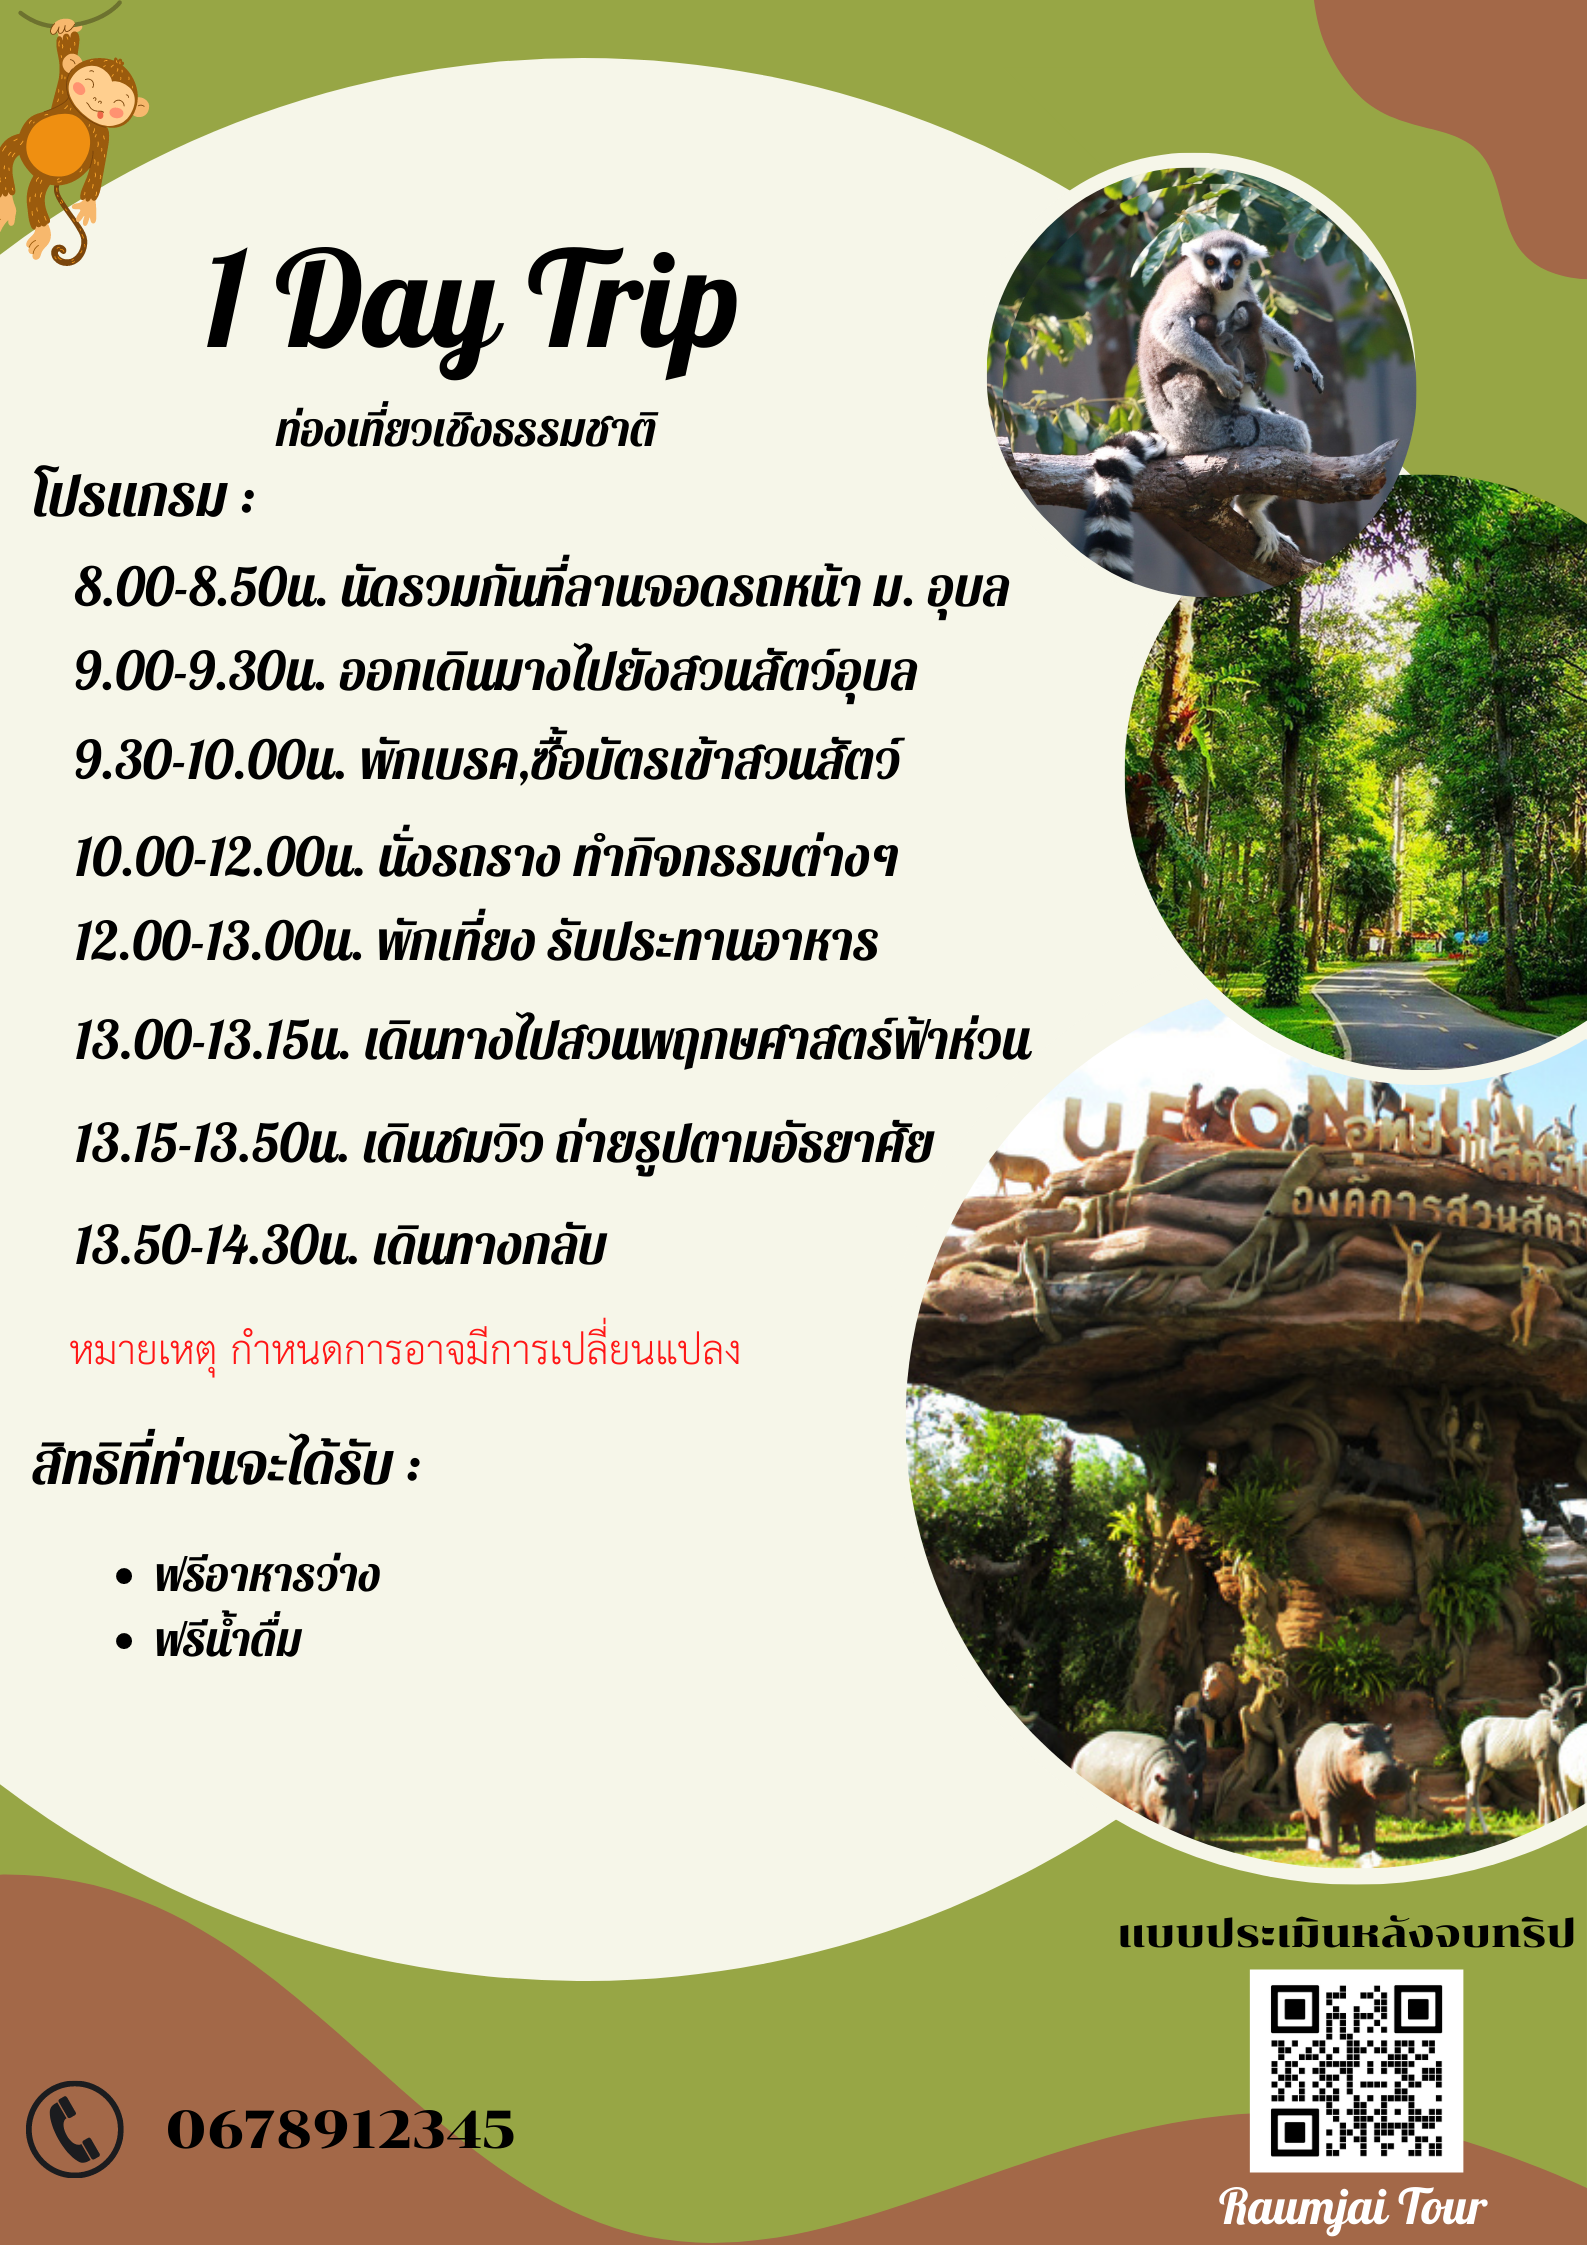 1 Day Trip
ท่องเที่ยวเชิงธรรมชาติ
โปรแกรม :
8.00-8.50น. นัดรวมกันที่ลานจอดรถหน้า ม. อุบล
9.00-9.30น. ออกเดินมางไปยังสวนสัตว์อุบล
9.30-10.00น. พักเบรค,ซื้อบัตรเข้าสวนสัตว์
10.00-12.00น. นั่งรถราง ทำกิจกรรมต่างๆ
12.00-13.00น. พักเที่ยง รับประทานอาหาร
13.00-13.15น. เดินทางไปสวนพฤกษศาสตร์ฟ้าห่วน
13.15-13.50น. เดินชมวิว ถ่ายรูปตามอัธยาศัย
13.50-14.30น. เดินทางกลับ
หมายเหตุ กำหนดการอาจมีการเปลี่ยนแปลง
สิทธิที่ท่านจะได้รับ :
• ฟรีอาหารว่าง
• ฟรีน้ำดื่ม
UBON
องค์การสวนสัตว์
แบบประเมินหลังจบทริป
0678912345
Raumjai Tour